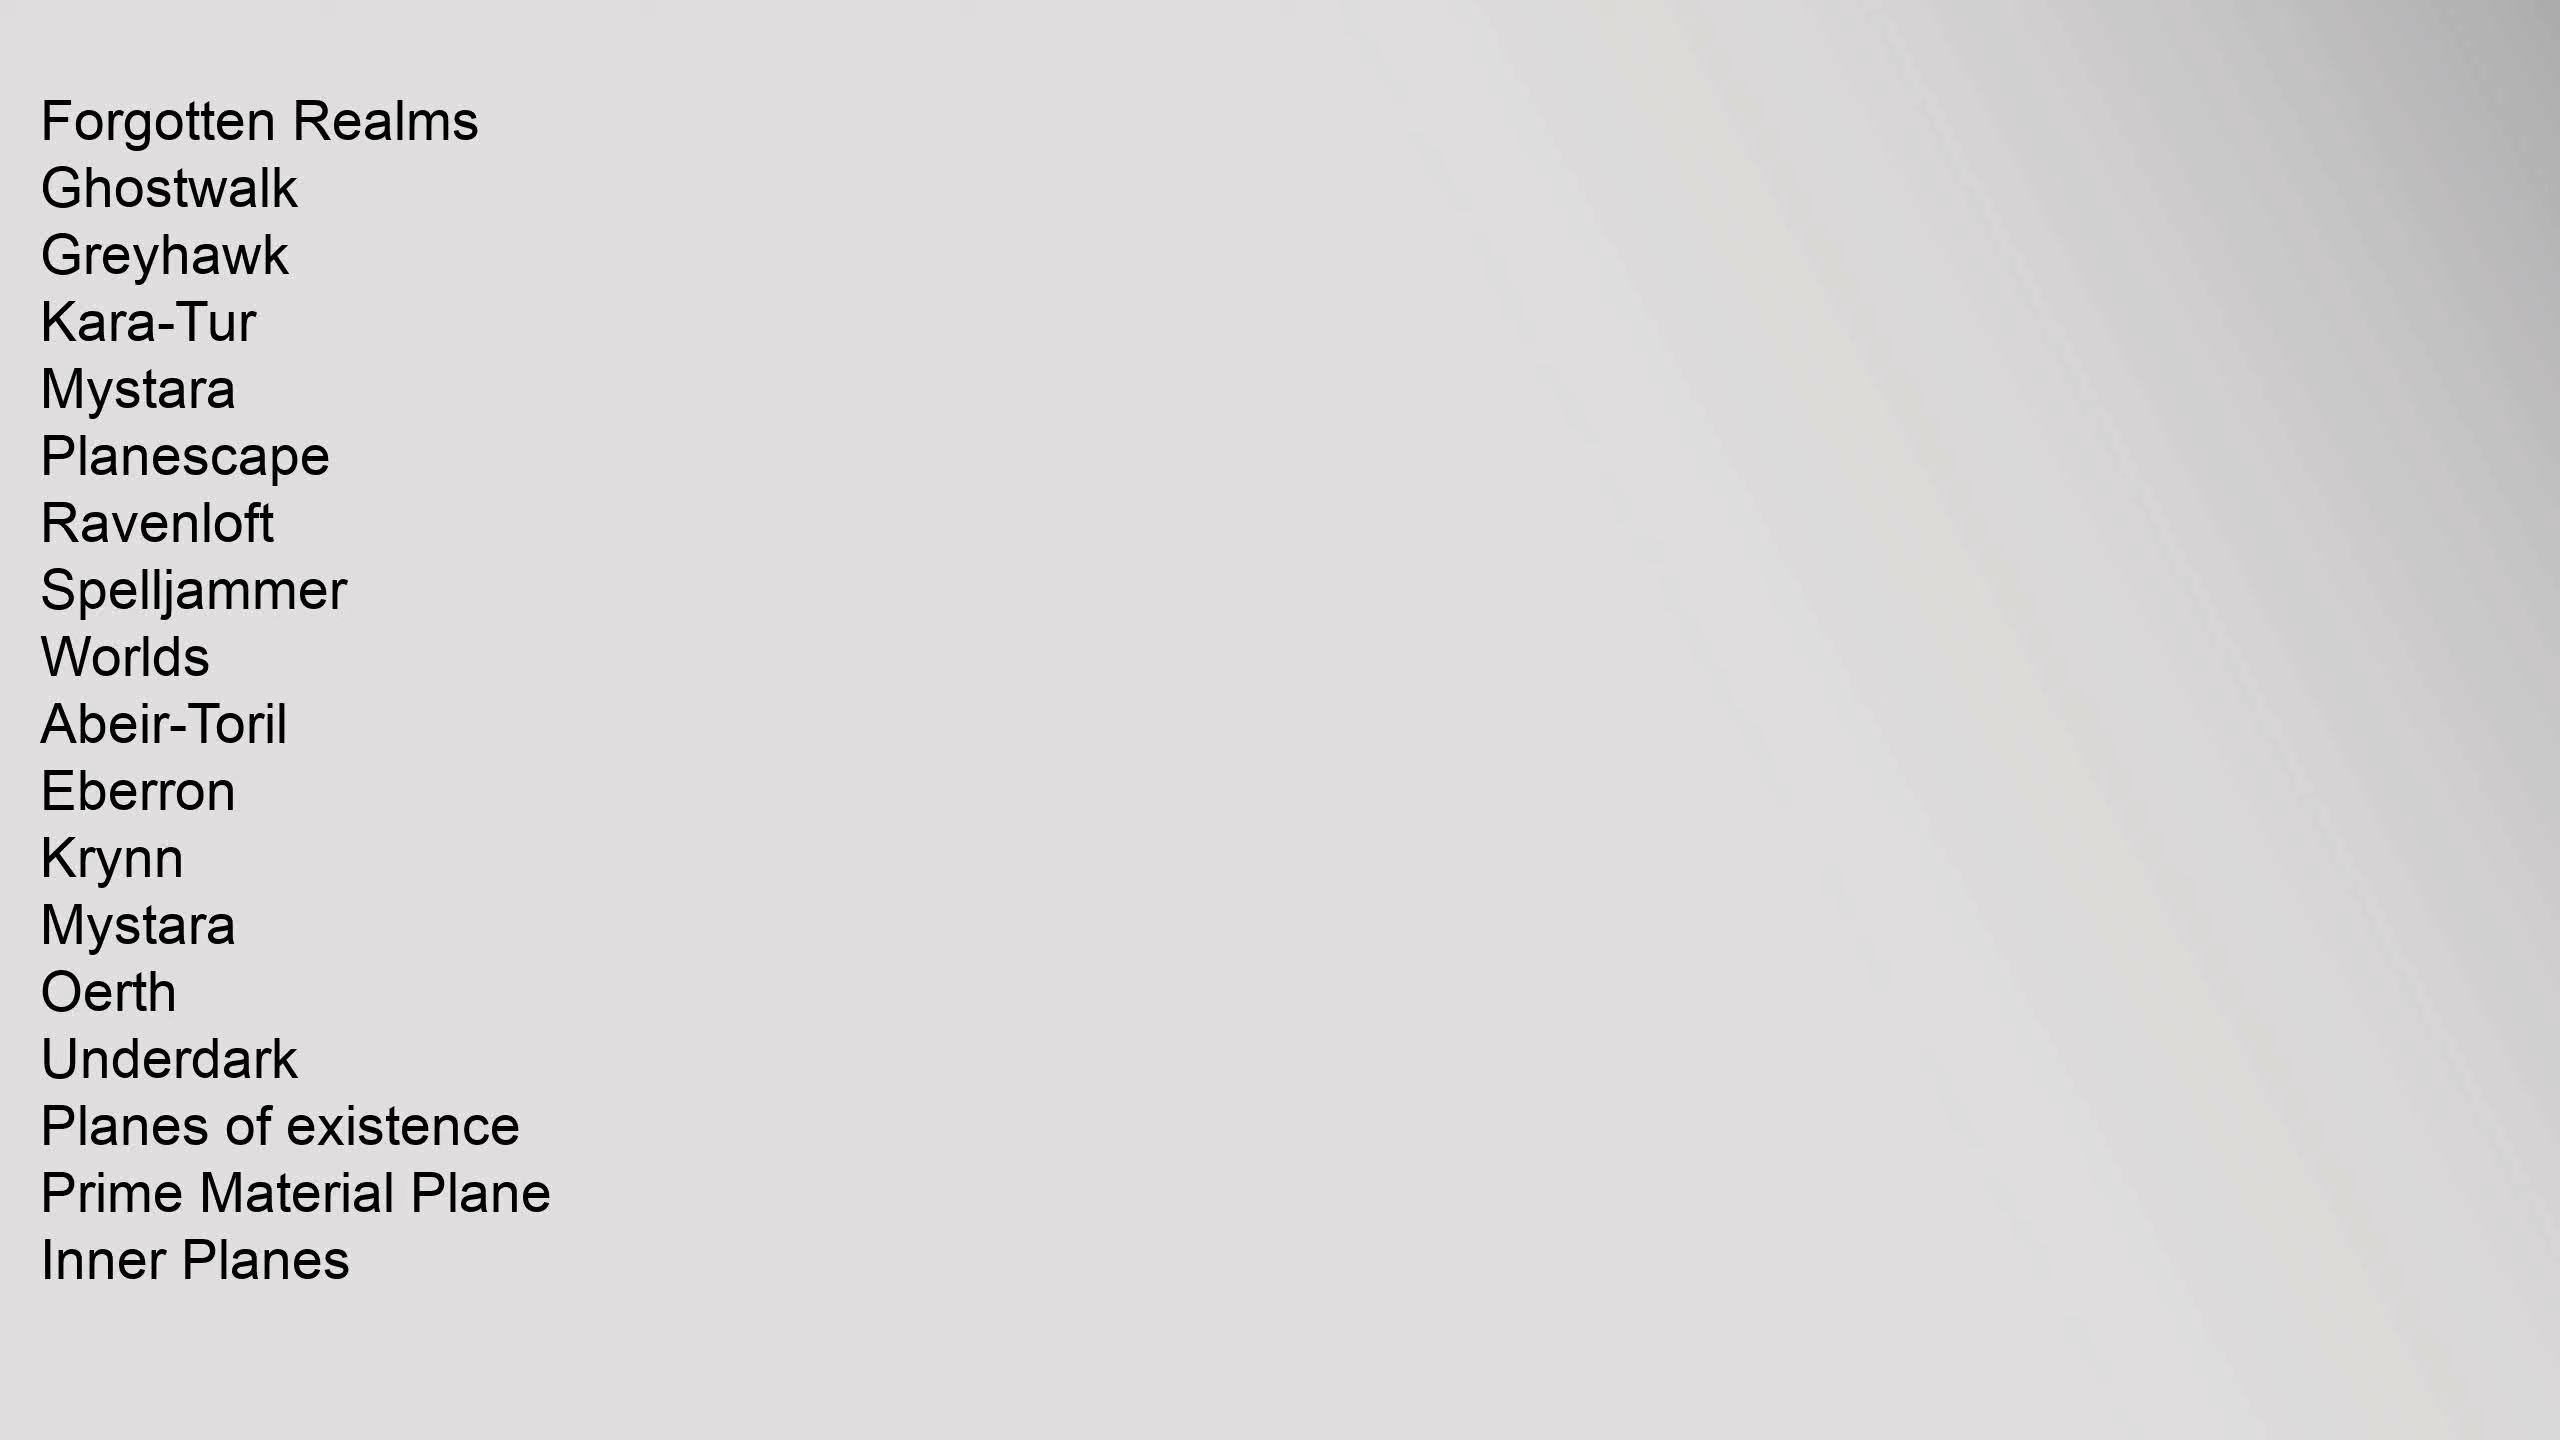 Forgotten Realms
Ghostwalk
Greyhawk
Kara-Tur
Mystara
Planescape
Ravenloft
Spelljammer
Worlds
Abeir-Toril
Eberron
Krynn
Mystara
Oerth
Underdark
Planes of existence
Prime Material Plane
Inner Planes